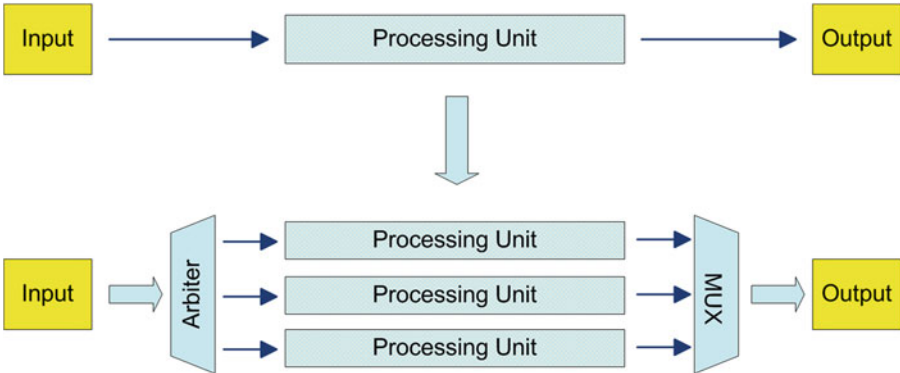 Input
Processing Unit
Output
Processing Unit
Input
Arbiter
Processing Unit
MUX
Output
Processing Unit